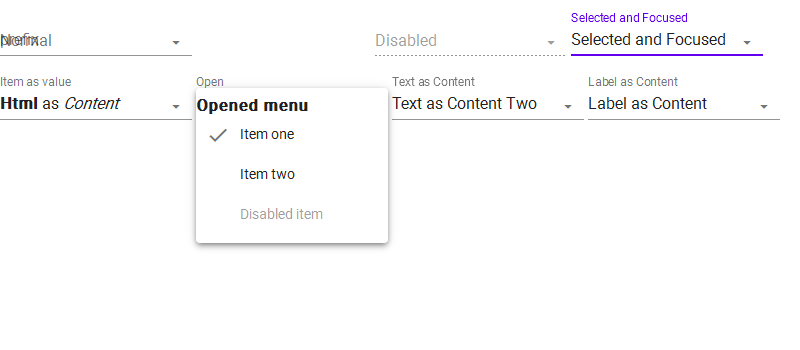 Selected and Focused
Normal
prefix
Disabled
Selected and Focused
Item as value
Open
Text as Content
Label as Content
Html as Content
Text as Content Two
Label as Content
Opened menu
Item one
Item two
Disabled item